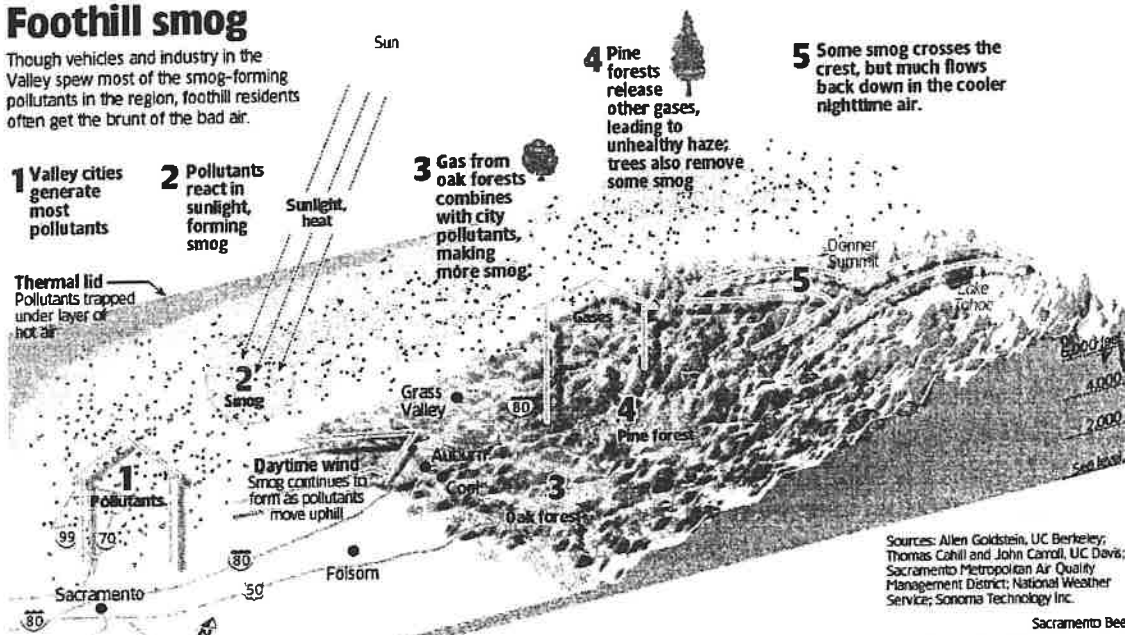 Foothill smog
Though vehicles and industry in the
Valley spew most of the smog-forming
pollutants in the region, foothill residents
often get the brunt of the bad air.
Sun
1 Valley cities
generate
most
pollutants
2 Pollutants
react in
sunlight,
forming
smog
Sunlight,
heat
3 Gas from
oak forests
combines
with city
pollutants,
making
more smog.
4 Pine
forests
release
other gases,
leading to
unhealthy haze;
trees also remove
some smog
5 Some smog crosses the
crest, but much flows
back down in the cooler
nighttime air.
Thermal lid
Pollutants trapped
under layer of
hot air
2
Smog
1
Pollutants
99
70
Daytime wind
Smog continues to
form as pollutants
move uphill
Grass
Valley
80
Auburn
Cool
Gases
4
Pine forest
3
Oak forest
5
Donner
Summit
Lake
Tahoe
4,000
2,000
Sea level
80
50
Folsom
Sacramento
80
Sources: Allen Goldstein, UC Berkeley;
Thomas Cahill and John Carroll, UC Davis;
Sacramento Metropolitan Air Quality
Management District; National Weather
Service; Sonoma Technology Inc.
Sacramento Bee